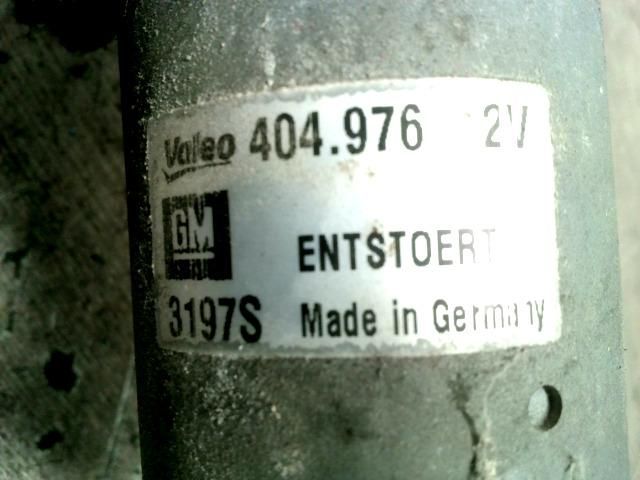 Valeo 404.976 2V
GM
ENTSTOERT
3197S Made in Germany